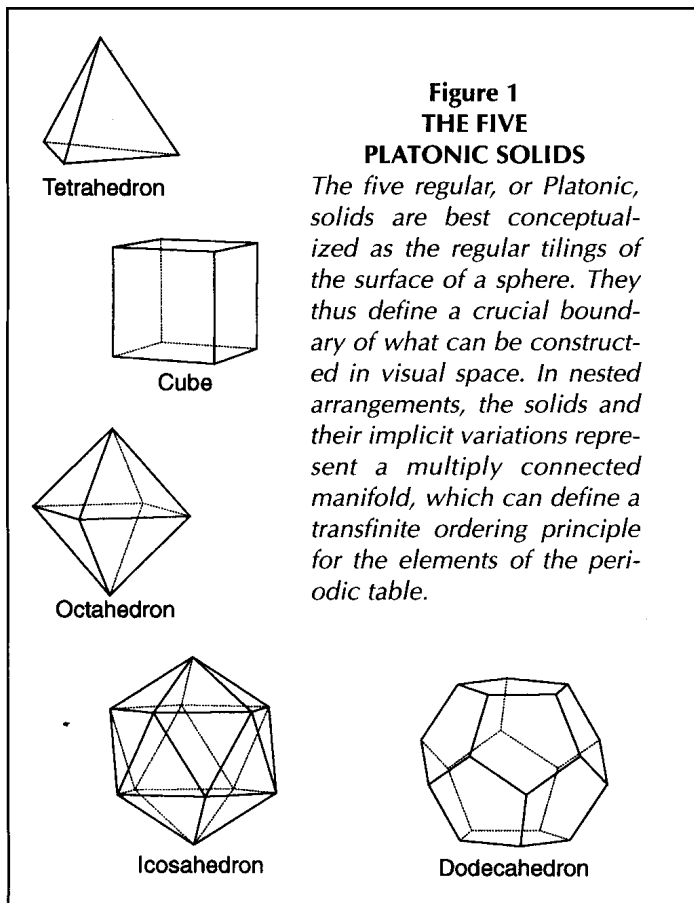 Figure 1
THE FIVE
PLATONIC SOLIDS
The five regular, or Platonic,
solids are best conceptual-
ized as the regular tilings of
the surface of a sphere. They
thus define a crucial bound-
ary of what can be construct-
ed in visual space. In nested
arrangements, the solids and
their implicit variations repre-
sent a multiply connected
manifold, which can define a
transfinite ordering principle
for the elements of the peri-
odic table.
Tetrahedron
Cube
Octahedron
Icosahedron
Dodecahedron